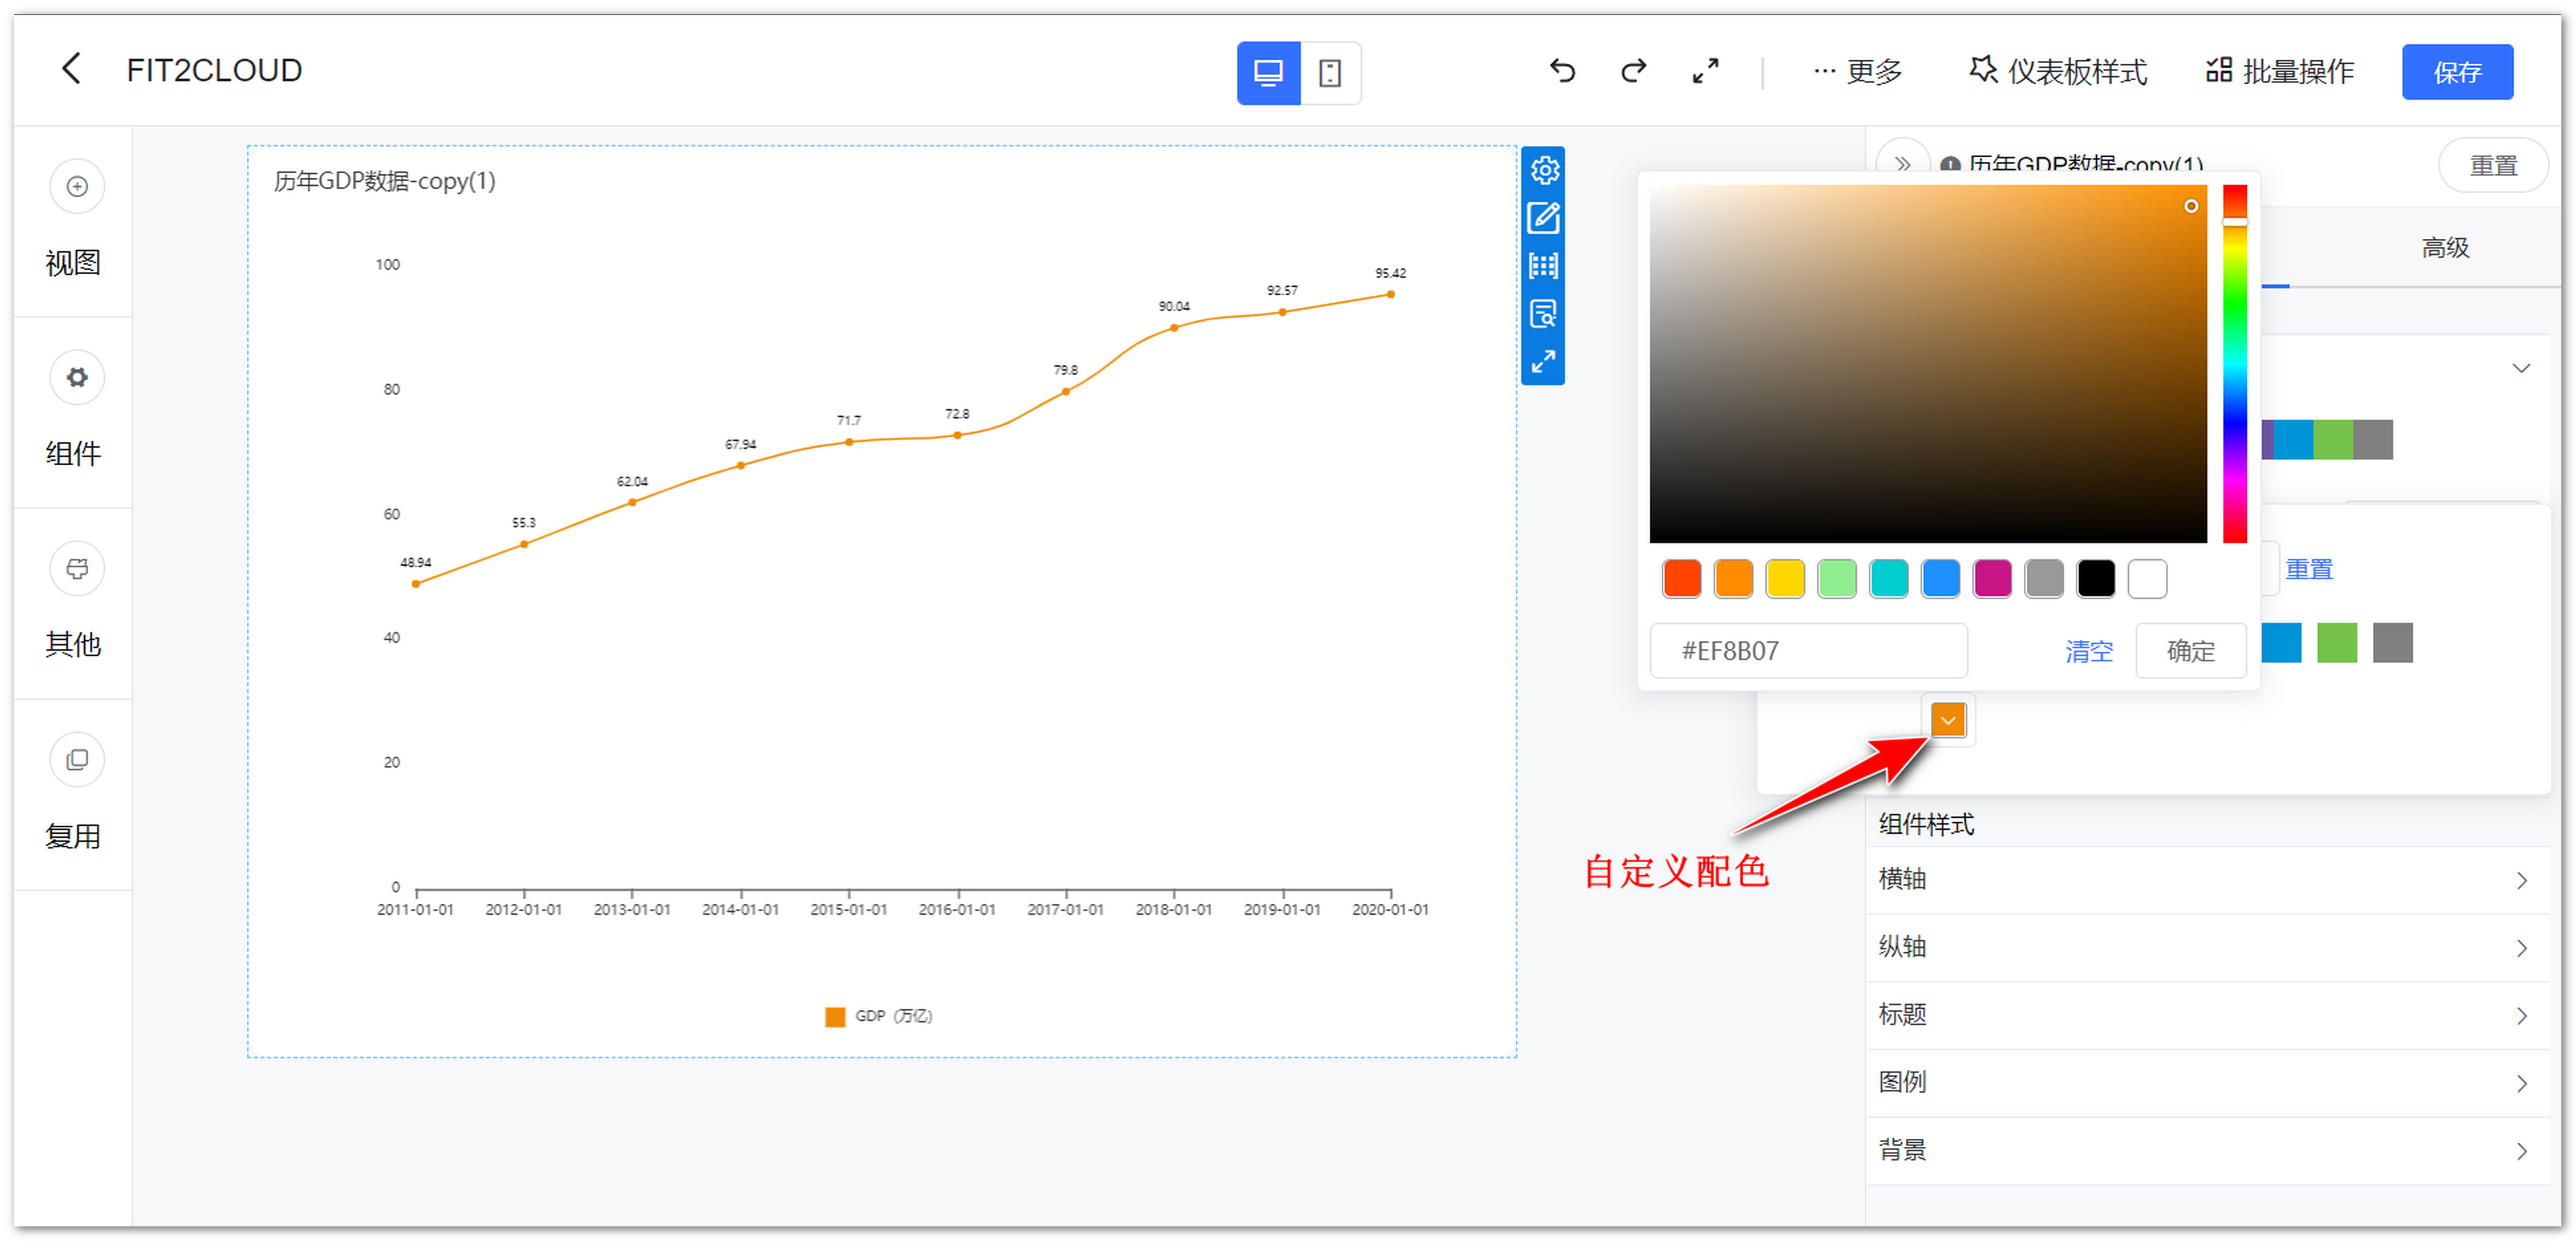 FIT2CLOUD
··· 更多
仪表板样式
批量操作
保存
视图
组件
其他
复用
历年GDP数据-copy(1)
100
80
60
40
20
0
48.94
55.3
62.04
67.94
71.7
72.8
79.8
90.04
92.57
95.42
2011-01-01 2012-01-01 2013-01-01 2014-01-01 2015-01-01 2016-01-01 2017-01-01 2018-01-01 2019-01-01 2020-01-01
GDP（万亿）
历年GDP数据-copy(1)
重置
高级
重置
#EF8B07
清空
确定
自定义配色
组件样式
横轴
纵轴
标题
图例
背景